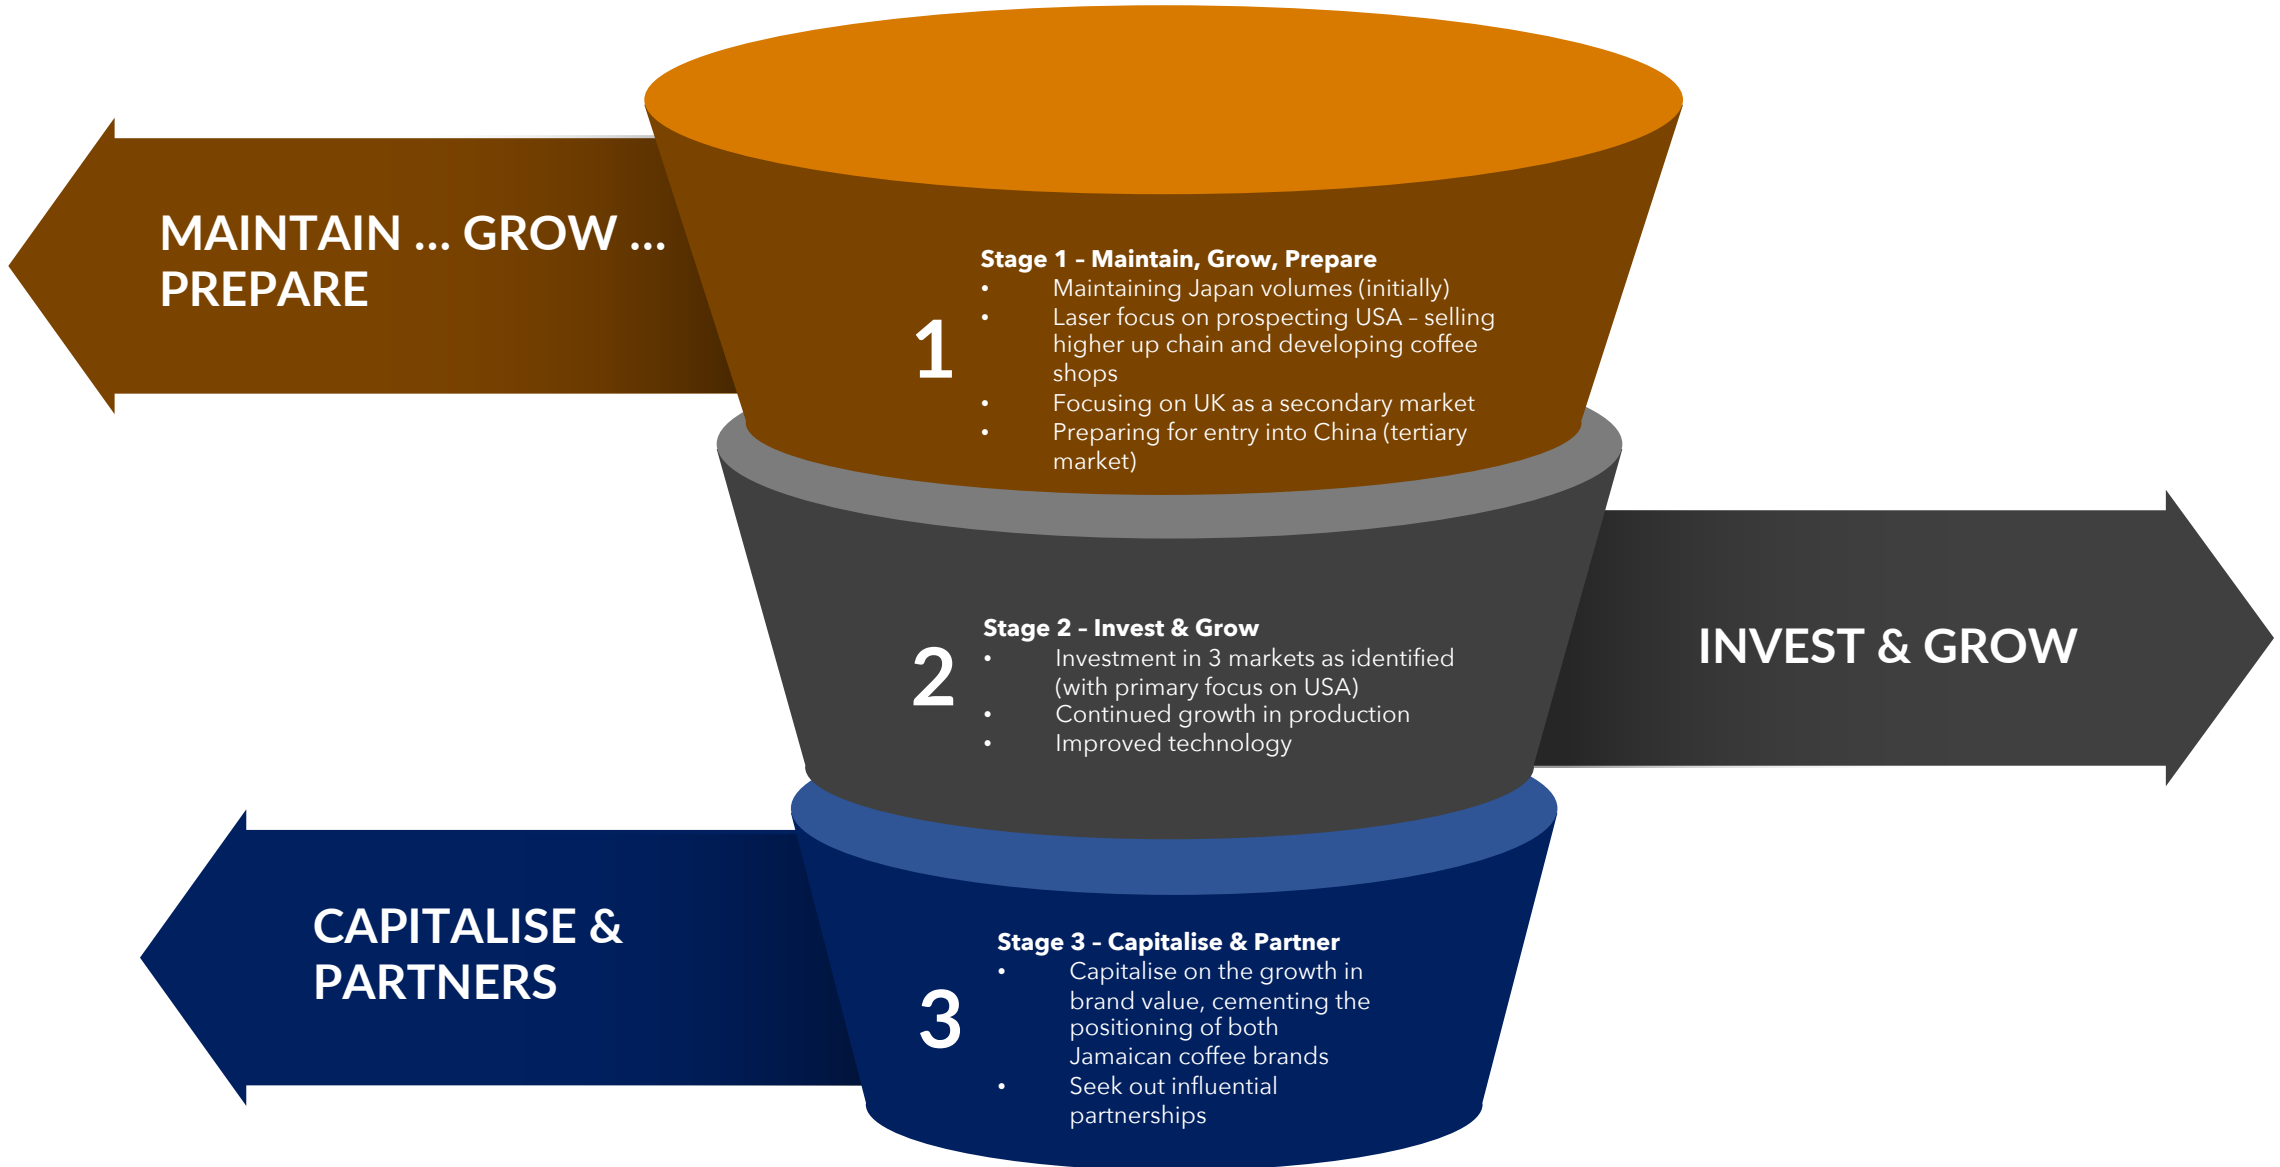 MAINTAIN ... GROW ...
PREPARE
1
Stage 1 – Maintain, Grow, Prepare
• Maintaining Japan volumes (initially)
• Laser focus on prospecting USA – selling
higher up chain and developing coffee
shops
• Focusing on UK as a secondary market
• Preparing for entry into China (tertiary
market)
2
Stage 2 – Invest & Grow
• Investment in 3 markets as identified
(with primary focus on USA)
• Continued growth in production
• Improved technology
INVEST & GROW
CAPITALISE &
PARTNERS
3
Stage 3 – Capitalise & Partner
• Capitalise on the growth in
brand value, cementing the
positioning of both
Jamaican coffee brands
• Seek out influential
partnerships